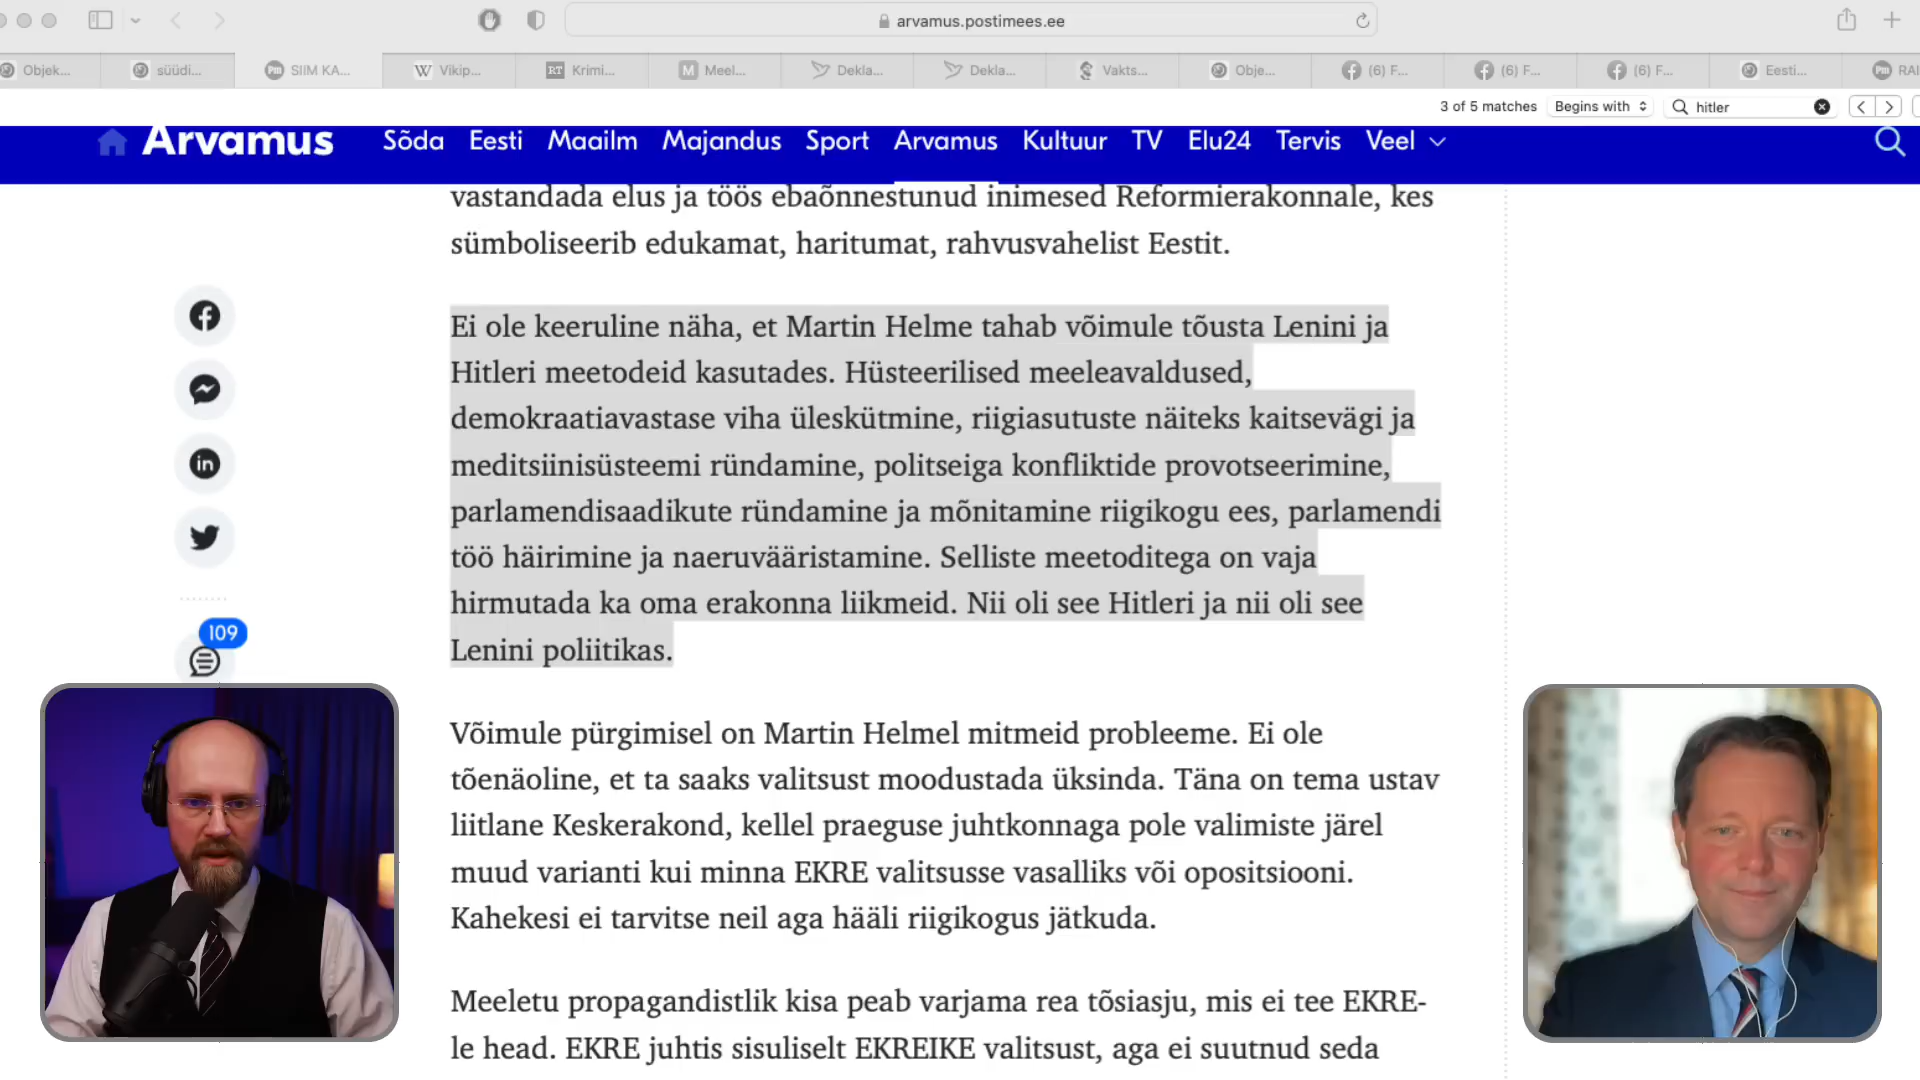 arvamus.postimees.ee
Objek...
süüdi...
SIIM KA...
Vikip...
Krimi...
Meel...
Dekla...
Dekla...
Vakts...
Obje...
(6) F...
(6) F...
(6) F...
Eesti...
RAI
3 of 5 matches
Begins with
hitler
Arvamus
Sõda Eesti Maailm Majandus Sport Arvamus Kultuur TV Elu24 Tervis Veel
vastandada elus ja töös ebaõnnestunud inimesed Reformierakonnale, kes
sümboliseerib edukamat, haritumat, rahvusvahelist Eestit.
Ei ole keeruline näha, et Martin Helme tahab võimule tõusta Lenini ja
Hitleri meetodeid kasutades. Hüsteerilised meeleavaldused,
demokraatiavastase viha üleskütmine, riigiasutuste näiteks kaitsevägi ja
meditsiinisüsteemi ründamine, politseiga konfliktide provotseerimine,
parlamendisaadikute ründamine ja mõnitamine riigikogu ees, parlamendi
töö häirimine ja naeruvääristamine. Selliste meetoditega on vaja
hirmutada ka oma erakonna liikmeid. Nii oli see Hitleri ja nii oli see
Lenini poliitikas.
109
Võimule pürgimisel on Martin Helmel mitmeid probleeme. Ei ole
tõenäoline, et ta saaks valitsust moodustada üksinda. Täna on tema ustav
liitlane Keskerakond, kellel praeguse juhtkonnaga pole valimiste järel
muud varianti kui minna EKRE valitsusse vasalliks või opositsiooni.
Kahekesi ei tarvitse neil aga hääli riigikogus jätkuda.
Meeletu propagandistlik kisa peab varjama rea tõsiasju, mis ei tee EKRE-
le head. EKRE juhtis sisuliselt EKREIKE valitsust, aga ei suutnud seda